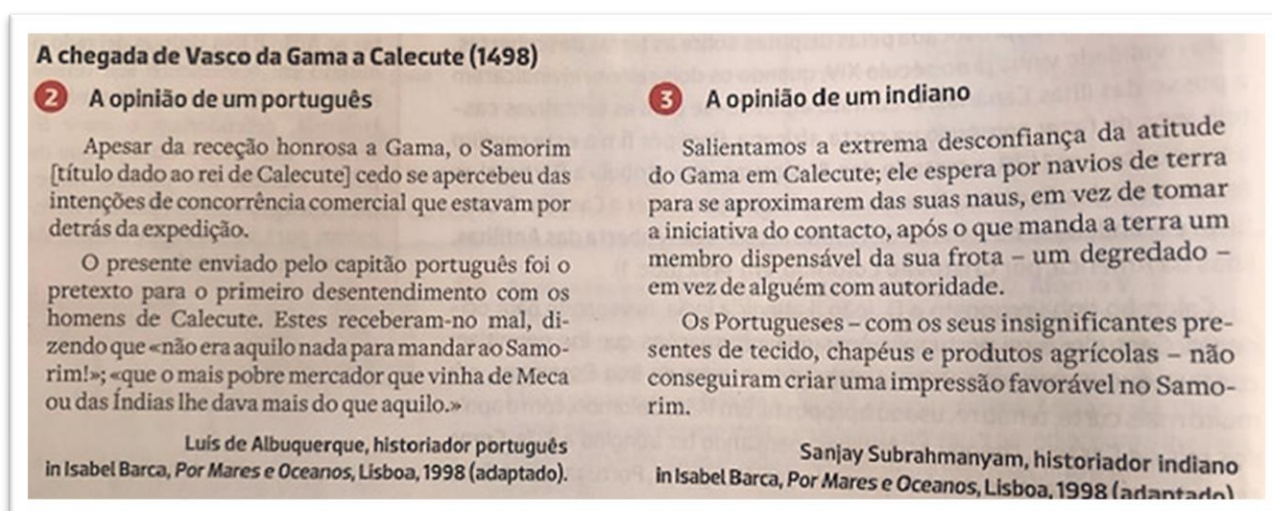 A chegada de Vasco da Gama a Calecute (1498)
2 A opinião de um português
Apesar da receção honrosa a Gama, o Samorim
[título dado ao rei de Calecute] cedo se apercebeu das
intenções de concorrência comercial que estavam por
detrás da expedição.
O presente enviado pelo capitão português foi o
pretexto para o primeiro desentendimento com os
homens de Calecute. Estes receberam-no mal, di-
zendo que «não era aquilo nada para mandar ao Samo-
rim!»; «que o mais pobre mercador que vinha de Meca
ou das Índias lhe dava mais do que aquilo.»
Luís de Albuquerque, historiador português
in Isabel Barca, Por Mares e Oceanos, Lisboa, 1998 (adaptado).
3 A opinião de um indiano
Salientamos a extrema desconfiança da atitude
do Gama em Calecute; ele espera por navios de terra
para se aproximarem das suas naus, em vez de tomar
a iniciativa do contacto, após o que manda a terra um
membro dispensável da sua frota – um degredado –
em vez de alguém com autoridade.
Os Portugueses – com os seus insignificantes pre-
sentes de tecido, chapéus e produtos agrícolas – não
conseguiram criar uma impressão favorável no Samo-
rim.
Sanjay Subrahmanyam, historiador indiano
in Isabel Barca, Por Mares e Oceanos, Lisboa, 1998 (adaptado)